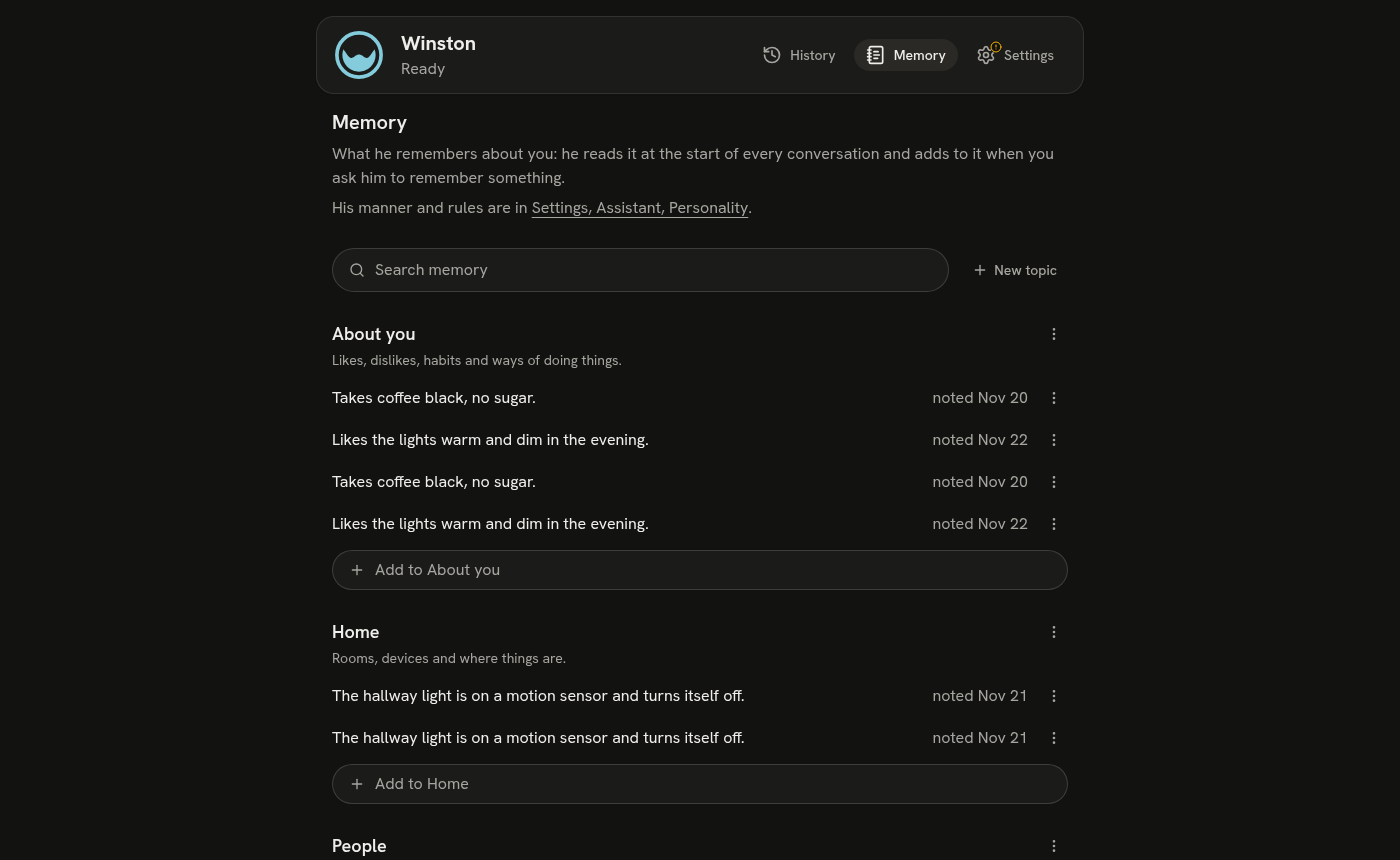 Winston
Ready
History
Memory
Settings
Memory
What he remembers about you: he reads it at the start of every conversation and adds to it when you
ask him to remember something.
His manner and rules are in Settings, Assistant, Personality.
Search memory
New topic
About you
Likes, dislikes, habits and ways of doing things.
Takes coffee black, no sugar.
noted Nov 20
Likes the lights warm and dim in the evening.
noted Nov 22
Takes coffee black, no sugar.
noted Nov 20
Likes the lights warm and dim in the evening.
noted Nov 22
Add to About you
Home
Rooms, devices and where things are.
The hallway light is on a motion sensor and turns itself off.
noted Nov 21
The hallway light is on a motion sensor and turns itself off.
noted Nov 21
Add to Home
People